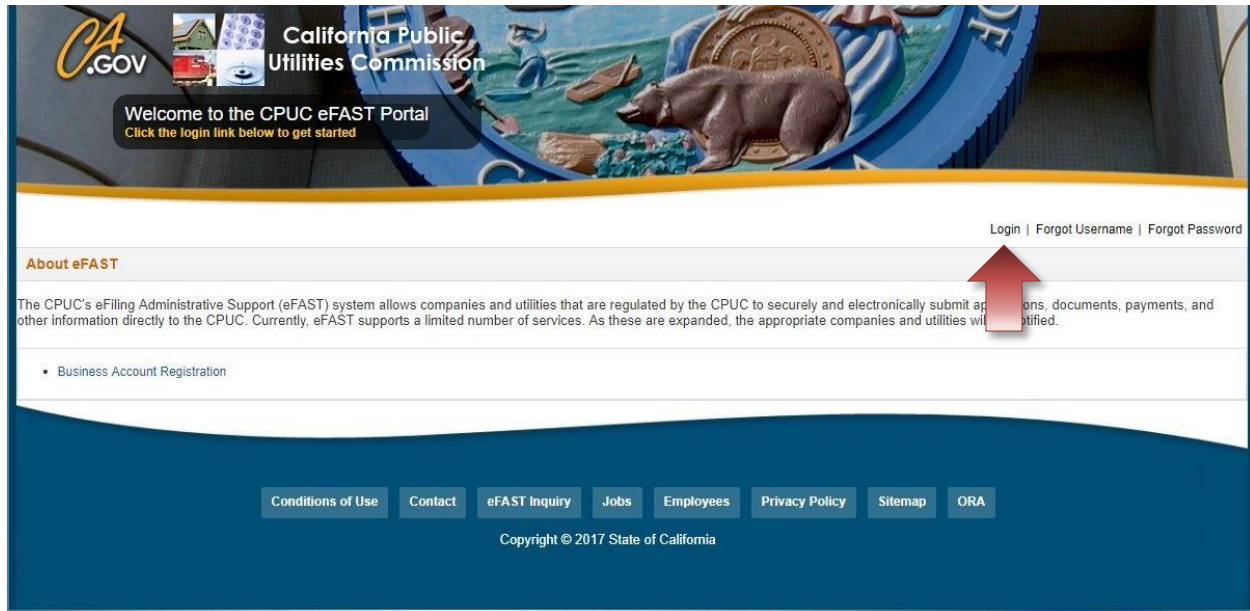 CA
.GOV
California Public
Utilities Commission
Welcome to the CPUC eFAST Portal
Click the login link below to get started
OF
Login | Forgot Username | Forgot Password
About eFAST
The CPUC's eFiling Administrative Support (eFAST) system allows companies and utilities that are regulated by the CPUC to securely and electronically submit documents, payments, and
other information directly to the CPUC. Currently, eFAST supports a limited number of services. As these are expanded, the appropriate companies and utilities
• Business Account Registration
Conditions of Use Contact eFAST Inquiry Jobs Employees Privacy Policy Sitemap ORA
Copyright © 2017 State of California